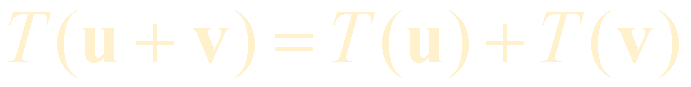 T(u + v) = T(u) + T(v)